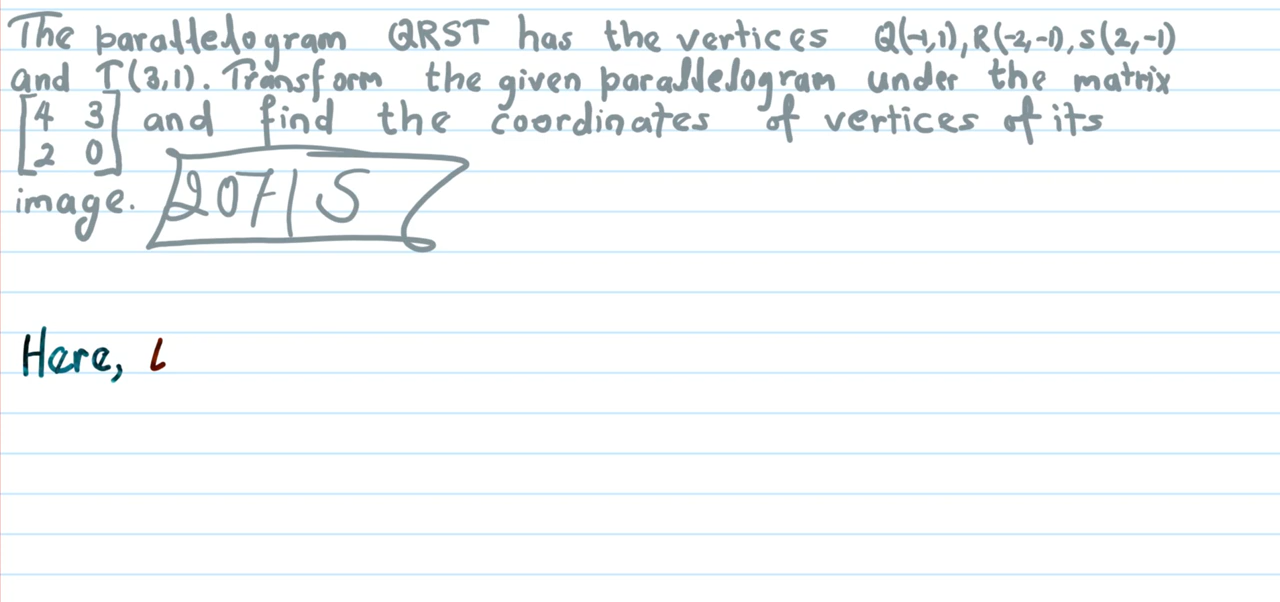 The parallelogram QRST has the vertices Q(-1,1), R(-2,-1), S(2,-1)
and T(3,1). Transform the given parallelogram under the matrix
[4 3
2 0] and find the coordinates of vertices of its
image. 2071 S
Here,